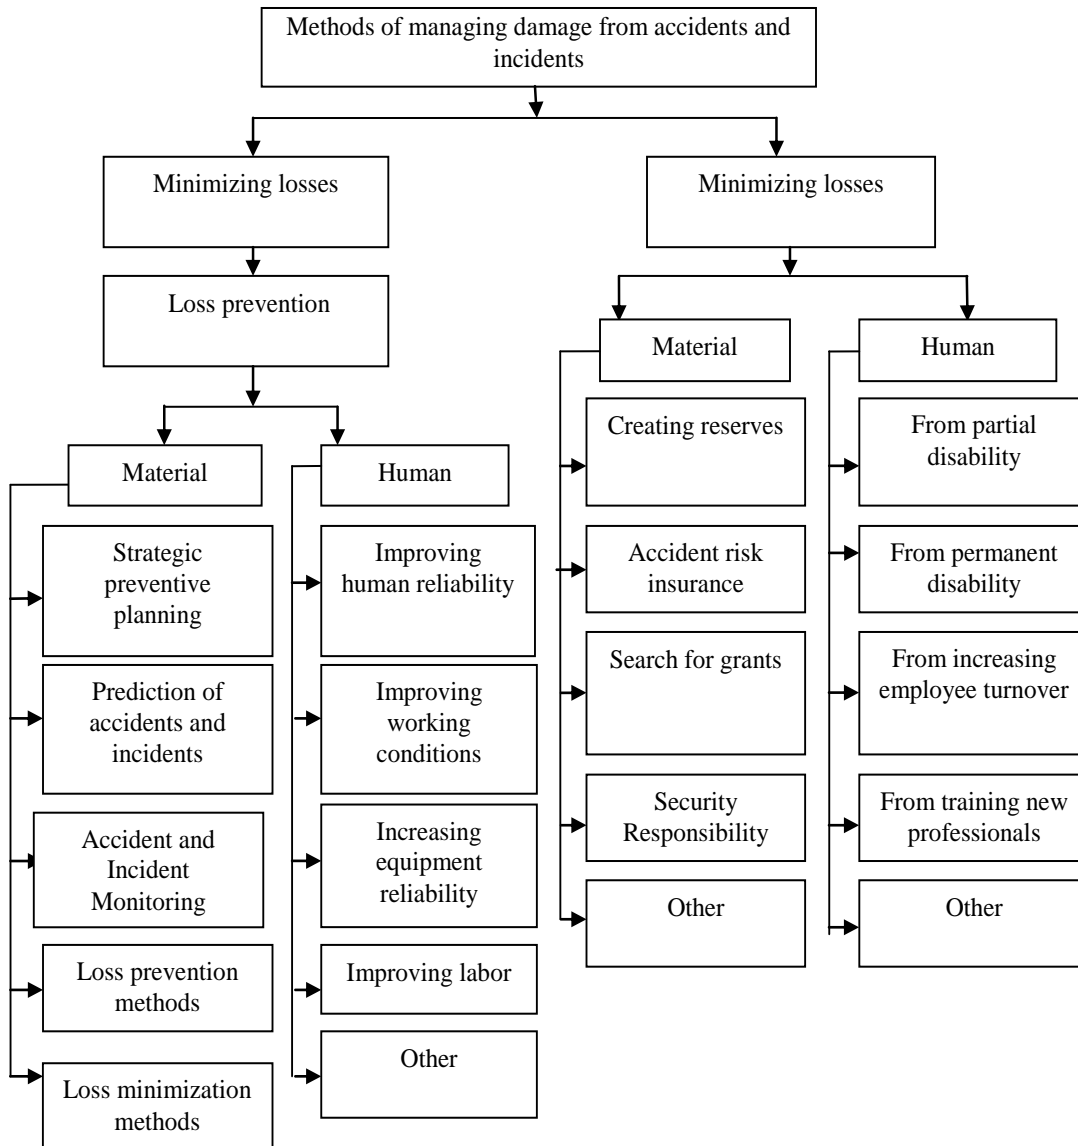 Methods of managing damage from accidents and
incidents
Minimizing losses
Minimizing losses
Loss prevention
Material
Human
Material
Human
Strategic
preventive
planning
Prediction of
accidents and
incidents
Accident and
Incident
Monitoring
Loss prevention
methods
Loss minimization
methods
Improving
human reliability
Improving
working
conditions
Increasing
equipment
reliability
Improving labor
Other
Creating reserves
Accident risk
insurance
Search for grants
Security
Responsibility
Other
From partial
disability
From permanent
disability
From increasing
employee turnover
From training new
professionals
Other